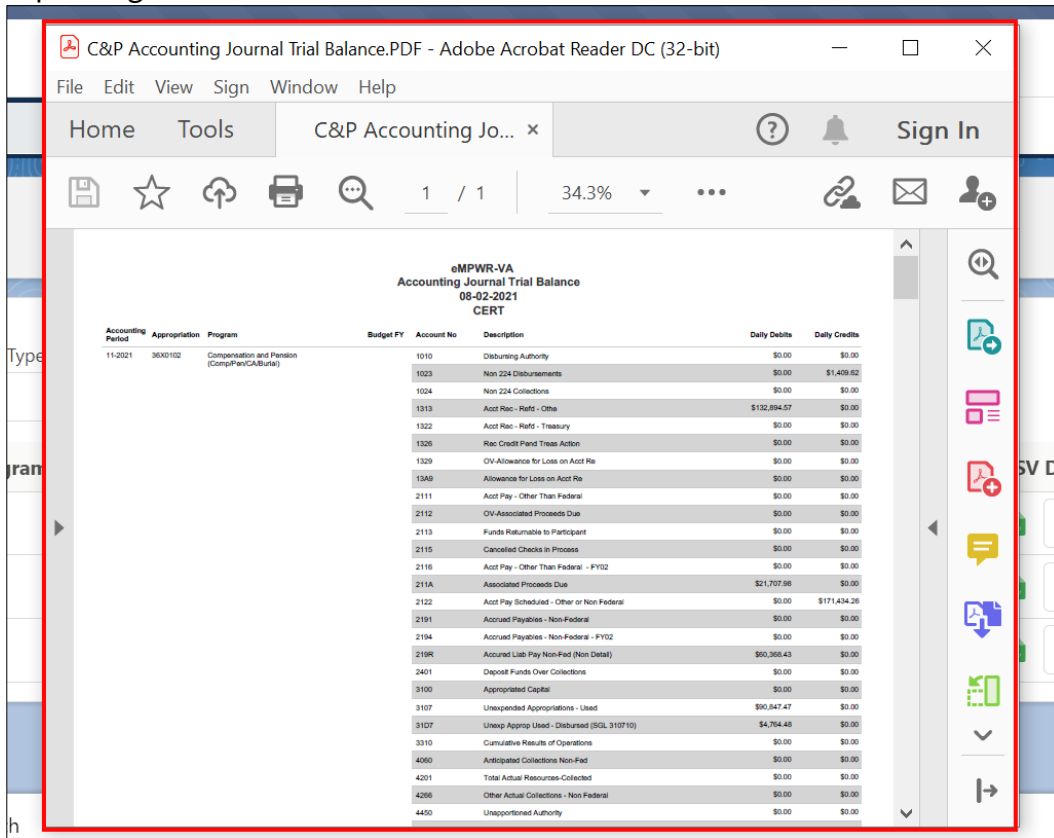 C&P Accounting Journal Trial Balance.PDF - Adobe Acrobat Reader DC (32-bit)
File Edit View Sign Window Help
Home Tools C&P Accounting Jo... × Sign In
1 / 1 34.3%
eMPWR-VA
Accounting Journal Trial Balance
08-02-2021
CERT
Accounting Period Appropriation Program Budget FY Account No Description Daily Debits Daily Credits
11-2021 36X0102 Compensation and Pension (Comp/Pen/CA/Burial) 1010 Disbursing Authority $0.00 $0.00
1023 Non 224 Disbursements $0.00 $1,409.62
1024 Non 224 Collections $0.00 $0.00
1313 Acct Rec - Refd - Othe $132,894.57 $0.00
1322 Acct Rec - Refd - Treasury $0.00 $0.00
1326 Rec Credit Pend Treas Action $0.00 $0.00
1329 OV-Allowance for Loss on Acct Re $0.00 $0.00
13A9 Allowance for Loss on Acct Re $0.00 $0.00
2111 Acct Pay - Other Than Federal $0.00 $0.00
2112 OV-Associated Proceeds Due $0.00 $0.00
2113 Funds Returnable to Participant $0.00 $0.00
2115 Cancelled Checks in Process $0.00 $0.00
2116 Acct Pay - Other Than Federal - FY02 $0.00 $0.00
211A Associated Proceeds Due $21,707.98 $0.00
2122 Acct Pay Scheduled - Other or Non Federal $0.00 $171,434.26
2191 Accrued Payables - Non-Federal $0.00 $0.00
2194 Accrued Payables - Non-Federal - FY02 $0.00 $0.00
219R Accured Liab Pay Non-Fed (Non Detail) $60,368.43 $0.00
2401 Deposit Funds Over Collections $0.00 $0.00
3100 Appropriated Capital $0.00 $0.00
3107 Unexpended Appropriations - Used $90,847.47 $0.00
31D7 Unexp Approp Used - Disbursed (SGL 310710) $4,764.48 $0.00
3310 Cumulative Results of Operations $0.00 $0.00
4060 Anticipated Collections Non-Fed $0.00 $0.00
4201 Total Actual Resources-Collected $0.00 $0.00
4266 Other Actual Collections - Non Federal $0.00 $0.00
4450 Unapportioned Authority $0.00 $0.00
Type
gram
SV D
h